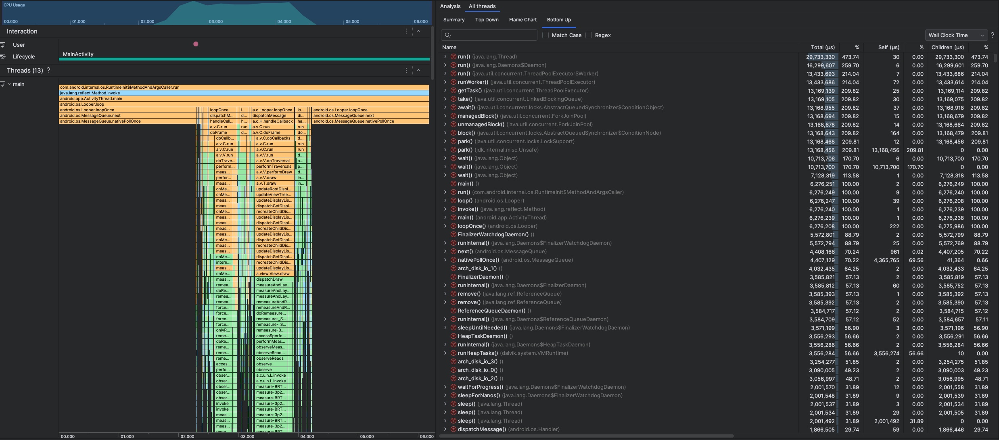 CPU Usage
00.000 01.000 02.000 03.000 04.000 05.000 06.000
Interaction
User
Lifecycle
MainActivity
Threads (13) ?
main
com.android.internal.os.RuntimeInit$MethodAndArgsCaller.run
java.lang.reflect.Method.invoke
android.app.ActivityThread.main
android.os.Looper.loop
android.os.Looper.loopOnce loopOnce l... a.o.Looper.loopOnce lo... android.os.Looper.loopOnce
android.os.MessageQueue.next dispatchM... d... dispatchMessage di... android.os.MessageQueue.next
android.os.MessageQueue.nativePollOnce handleCall... h... a.o.H.handleCallback ha... android.os.MessageQueue.nativePollOnce
a.v.C.run run a.v.C.run run
doFrame d... a.v.C.doFrame do...
doCallb... a.v.C.doCallbacks d...
a.v.C.run a.v.C.run run
a.v.C.run a.v.C.run run
a.v.V.run a.v.V.run d...
doTrave... a.v.V.doTraversal a...
perform... performTraversals p...
meas... a.v.V.performDraw d...
perfor... a.v.V.draw in...
meas... a.v.T.draw in...
onMe... updateRootDispl...
onMe... updateViewTree...
meas... updateDisplayLis...
meas... dispatchGetDispl...
onMe... recreateChildDis...
meas... updateDisplayLis...
meas... dispatchGetDispl...
onMe... recreateChildDis...
meas... updateDisplayLis...
onMe... dispatchGetDispl...
meas... recreateChildDis...
meas... updateDisplayLis...
onMe... dispatchGetDispl...
intern... recreateChildDis...
meas... updateDisplayLis...
onMe... a.view.View.draw
meas... dispatchDraw
remea... measureAndLay...
doRe... measureAndLay...
remea... measureAndLay...
remea... remeasureAndR...
force... remeasureAndR...
force... doRemeasure...
force... remeasure-_S...
force... remeasure-_S...
onlyR... remeasure-B...
reme... access$perfo...
doRe... performMeas...
reme... observeMeas...
reme... observeRead...
reme... observeReads
acces... observe
perfo... observe
obser... a.c.u.n.L.invoke
obser... a.c.u.n.L.invoke
obser... measure-BRT...
obser... measure-3p2...
obser... measure-BRT...
invoke measure-3p2...
invoke measure-BRT...
meas... measure-3p2...
meas... measure-BRT...
meas... measure-3p2...
reme... measure-BRT...
00.000 01.000 02.000 03.000 04.000 05.000 06.000
Analysis All threads
Summary Top Down Flame Chart Bottom Up
Match Case Regex Wall Clock Time ?
Name Total (μs) % Self (μs) % Children (μs) %
run() (java.lang.Thread) 29,733,330 473.74 30 0.00 29,733,300 473.74
run() (java.lang.Daemons$Daemon) 16,299,607 259.70 6 0.00 16,299,601 259.70
run() (java.util.concurrent.ThreadPoolExecutor$Worker) 13,433,693 214.04 7 0.00 13,433,686 214.04
runWorker() (java.util.concurrent.ThreadPoolExecutor) 13,433,686 214.04 72 0.00 13,433,614 214.04
getTask() (java.util.concurrent.ThreadPoolExecutor) 13,169,139 209.82 25 0.00 13,169,114 209.82
take() (java.util.concurrent.LinkedBlockingQueue) 13,169,105 209.82 30 0.00 13,169,075 209.82
await() (java.util.concurrent.locks.AbstractQueuedSynchronizer$ConditionObject) 13,168,955 209.82 37 0.00 13,168,918 209.82
managedBlock() (java.util.concurrent.ForkJoinPool) 13,168,694 209.82 15 0.00 13,168,679 209.82
unmanagedBlock() (java.util.concurrent.ForkJoinPool) 13,168,678 209.82 14 0.00 13,168,664 209.82
block() (java.util.concurrent.locks.AbstractQueuedSynchronizer$ConditionNode) 13,168,643 209.82 164 0.00 13,168,479 209.81
park() (java.util.concurrent.locks.LockSupport) 13,168,468 209.81 12 0.00 13,168,456 209.81
park() (jdk.internal.misc.Unsafe) 13,168,456 209.81 13,168,456 209.81 0 0.00
wait() (java.lang.Object) 10,713,706 170.70 6 0.00 10,713,700 170.70
wait() (java.lang.Object) 10,713,700 170.70 10,713,700 170.70 0 0.00
wait() (java.lang.Object) 7,128,319 113.58 1 0.00 7,128,318 113.58
main() () 6,276,251 100.00 2 0.00 6,276,249 100.00
run() (com.android.internal.os.RuntimeInit$MethodAndArgsCaller) 6,276,249 100.00 9 0.00 6,276,240 100.00
loop() (android.os.Looper) 6,276,247 100.00 39 0.00 6,276,208 100.00
invoke() (java.lang.reflect.Method) 6,276,240 100.00 1 0.00 6,276,239 100.00
main() (android.app.ActivityThread) 6,276,239 100.00 1 0.00 6,276,238 100.00
loopOnce() (android.os.Looper) 6,276,208 100.00 222 0.00 6,275,986 100.00
FinalizerWatchdogDaemon() () 5,572,801 88.79 2 0.00 5,572,799 88.79
runInternal() (java.lang.Daemons$FinalizerWatchdogDaemon) 5,572,794 88.79 25 0.00 5,572,769 88.79
next() (android.os.MessageQueue) 4,408,166 70.24 961 0.02 4,407,205 70.22
nativePollOnce() (android.os.MessageQueue) 4,407,129 70.22 4,365,765 69.56 41,364 0.66
arch_disk_io_1() () 4,032,435 64.25 2 0.00 4,032,433 64.25
FinalizerDaemon() () 3,585,821 57.13 2 0.00 3,585,819 57.13
runInternal() (java.lang.Daemons$FinalizerDaemon) 3,585,812 57.13 60 0.00 3,585,752 57.13
remove() (java.lang.ref.ReferenceQueue) 3,585,393 57.13 1 0.00 3,585,392 57.13
remove() (java.lang.ref.ReferenceQueue) 3,585,392 57.13 2 0.00 3,585,390 57.13
ReferenceQueueDaemon() () 3,584,717 57.12 2 0.00 3,584,715 57.12
runInternal() (java.lang.Daemons$ReferenceQueueDaemon) 3,584,709 57.12 52 0.00 3,584,657 57.11
sleepUntilNeeded() (java.lang.Daemons$FinalizerWatchdogDaemon) 3,571,199 56.90 3 0.00 3,571,196 56.90
HeapTaskDaemon() () 3,556,293 56.66 2 0.00 3,556,291 56.66
runInternal() (java.lang.Daemons$HeapTaskDaemon) 3,556,286 56.66 2 0.00 3,556,284 56.66
runHeapTasks() (dalvik.system.VMRuntime) 3,556,284 56.66 3,556,274 56.66 10 0.00
arch_disk_io_3() () 3,254,277 51.85 2 0.00 3,254,275 51.85
arch_disk_io_0() () 3,090,005 49.23 2 0.00 3,090,003 49.23
arch_disk_io_2() () 3,056,997 48.71 2 0.00 3,056,995 48.71
waitForProgress() (java.lang.Daemons$FinalizerWatchdogDaemon) 2,001,570 31.89 12 0.00 2,001,558 31.89
sleepForNanos() (java.lang.Daemons$FinalizerWatchdogDaemon) 2,001,548 31.89 9 0.00 2,001,539 31.89
sleep() (java.lang.Thread) 2,001,537 31.89 3 0.00 2,001,534 31.89
sleep() (java.lang.Thread) 2,001,534 31.89 29 0.00 2,001,505 31.89
sleep() (java.lang.Thread) 2,001,492 31.89 2,001,492 31.89 0 0.00
dispatchMessage() (android.os.Handler) 1,866,505 29.74 59 0.00 1,866,446 29.74